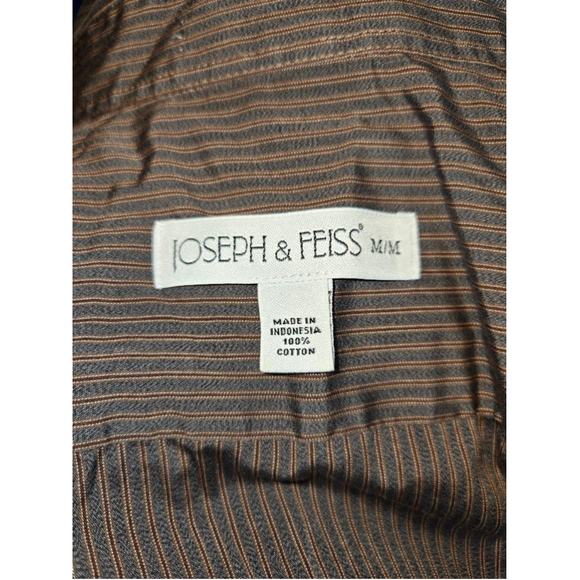 JOSEPH & FEISS® M/M
MADE IN
INDONESIA
100%
COTTON